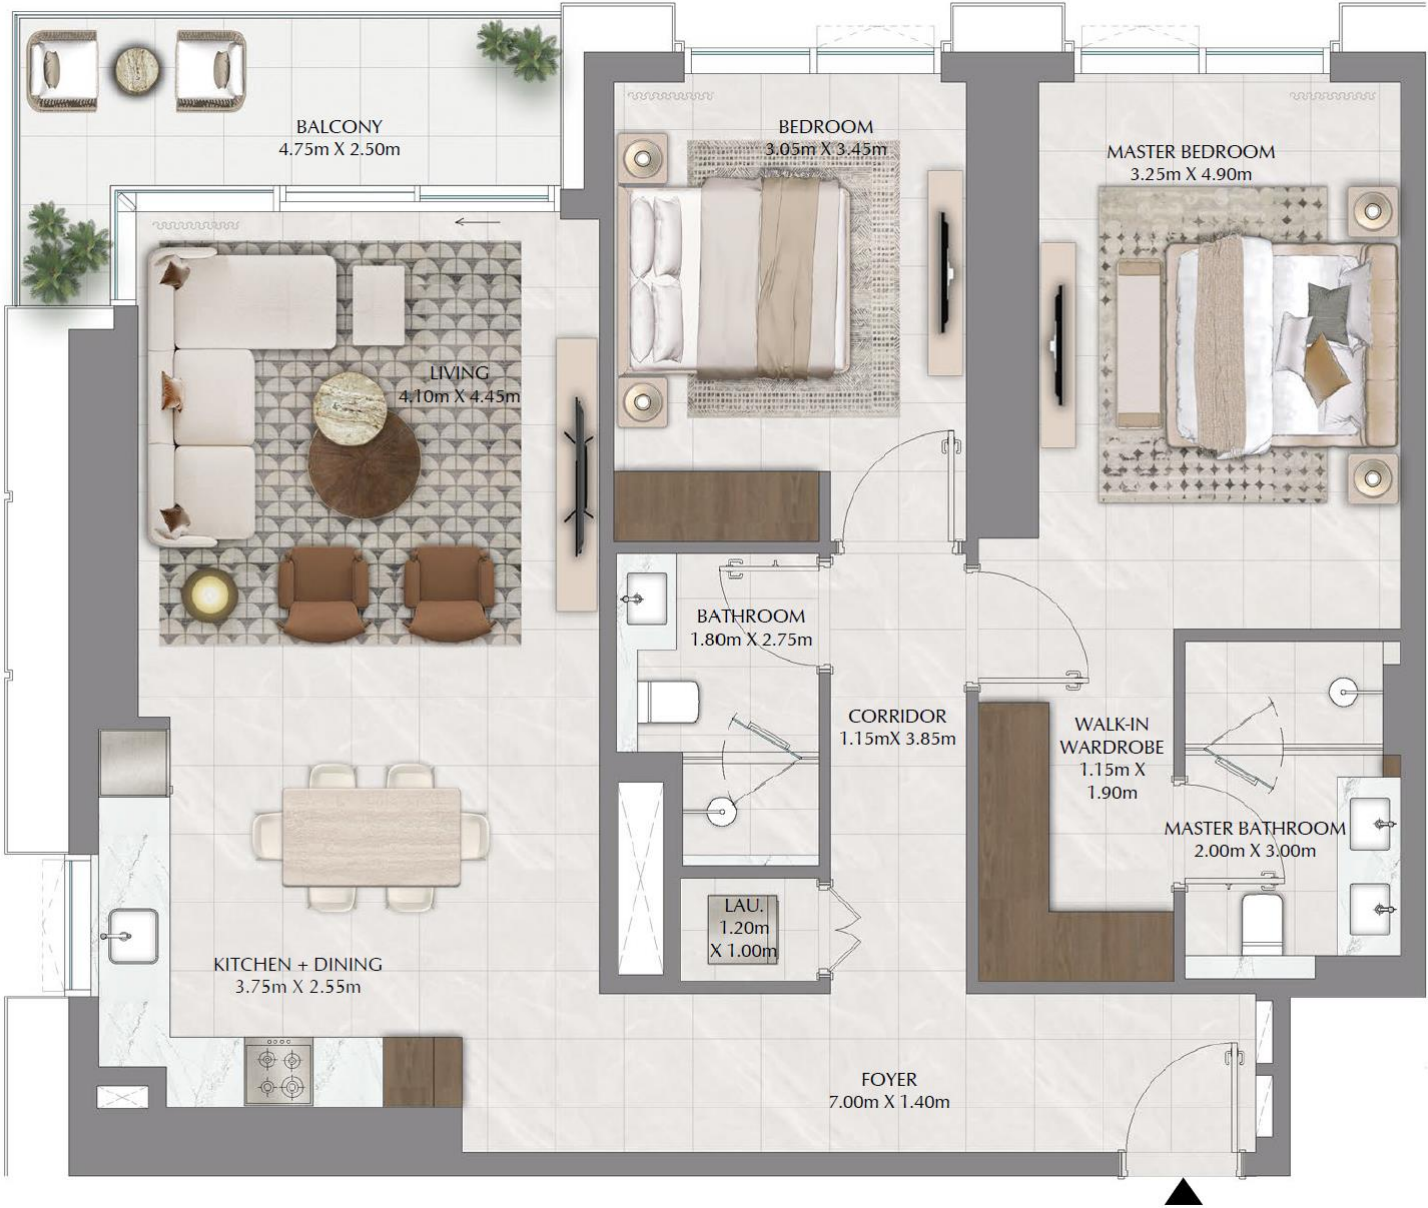 BALCONY
4.75m X 2.50m
BEDROOM
3.05m X 3.45m
MASTER BEDROOM
3.25m X 4.90m
LIVING
4.10m X 4.45m
BATHROOM
1.80m X 2.75m
CORRIDOR
1.15mX 3.85m
WALK-IN
WARDROBE
1.15m X
1.90m
MASTER BATHROOM
2.00m X 3.00m
LAU.
1.20m
X 1.00m
KITCHEN + DINING
3.75m X 2.55m
FOYER
7.00m X 1.40m